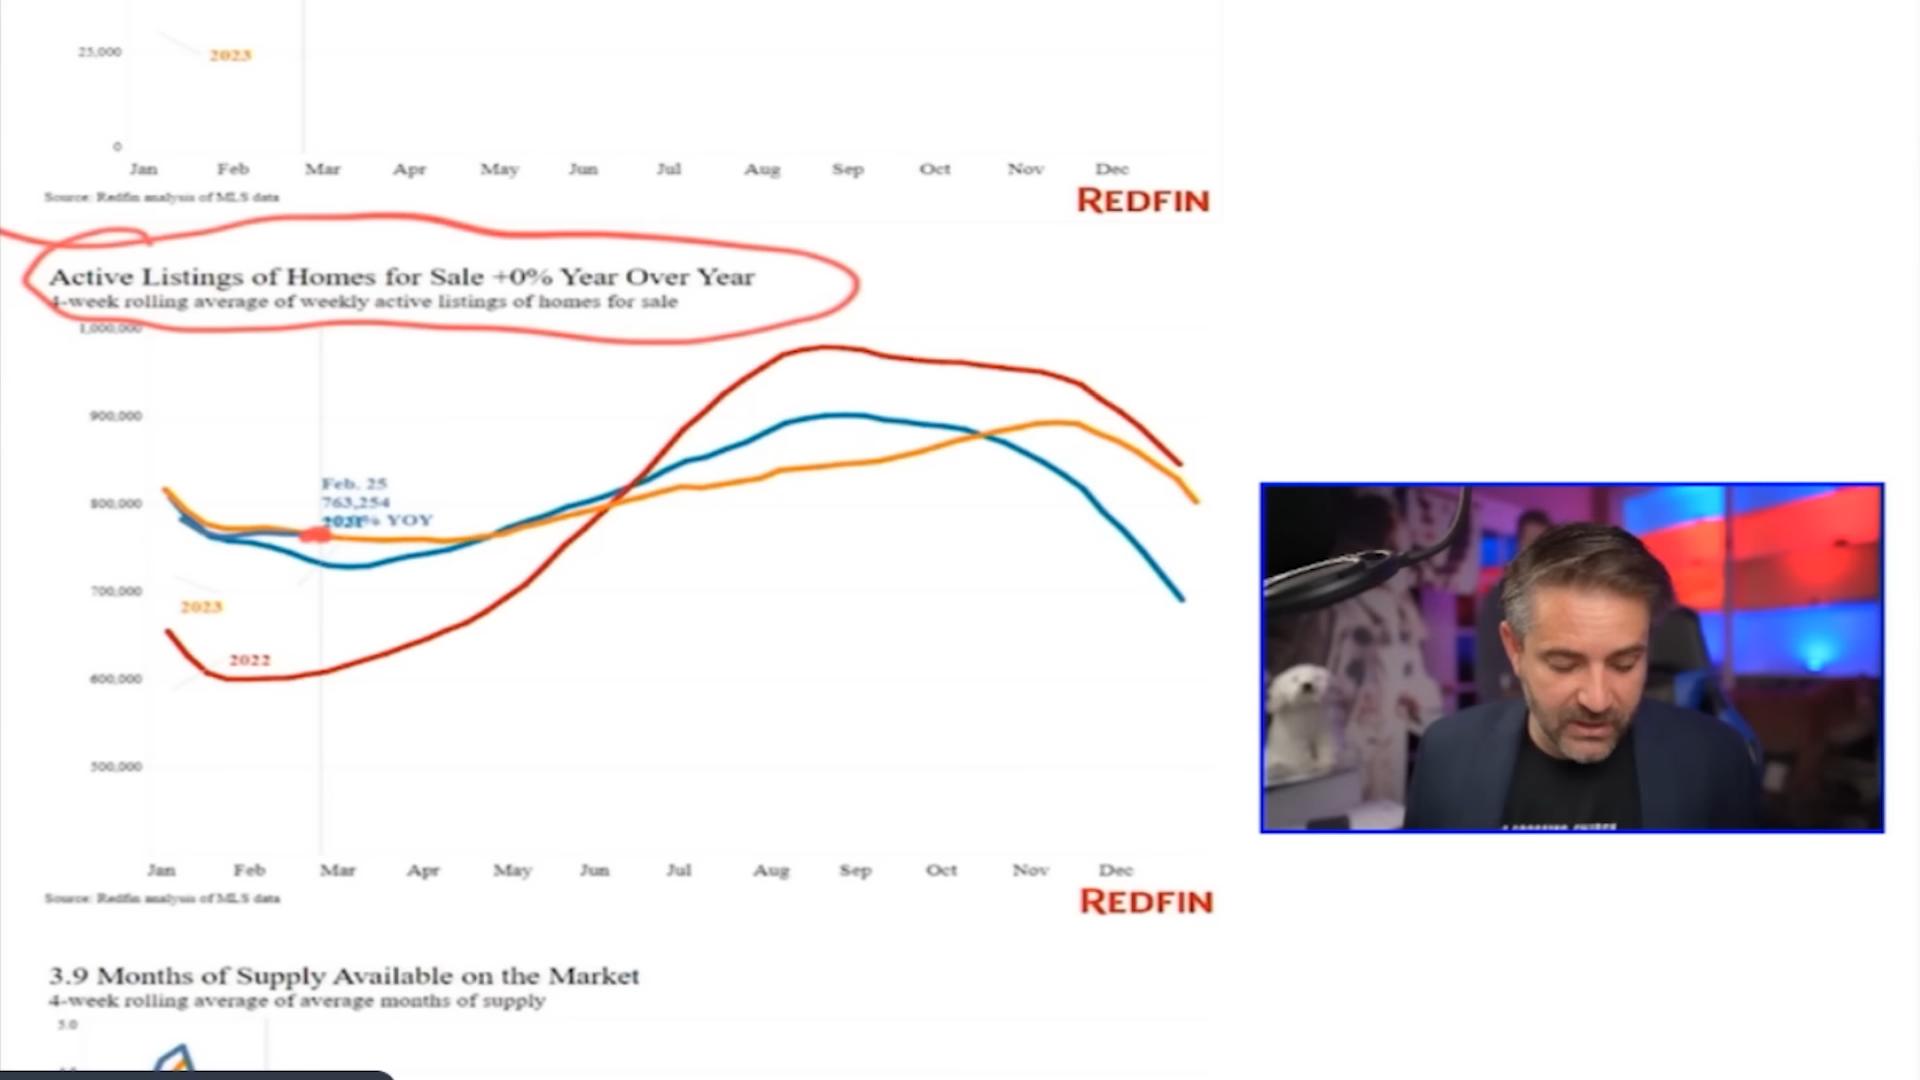 25,000
2023
0
Jan Feb Mar Apr May Jun Jul Aug Sep Oct Nov Dec
Source: Redfin analysis of MLS data
REDFIN
Active Listings of Homes for Sale +0% Year Over Year
4-week rolling average of weekly active listings of homes for sale
1,000,000
900,000
Feb. 25
763,254
800,000
YOY
700,000
2023
2022
600,000
500,000
Jan Feb Mar Apr May Jun Jul Aug Sep Oct Nov Dec
Source: Redfin analysis of MLS data
REDFIN
3.9 Months of Supply Available on the Market
4-week rolling average of average months of supply
5.0